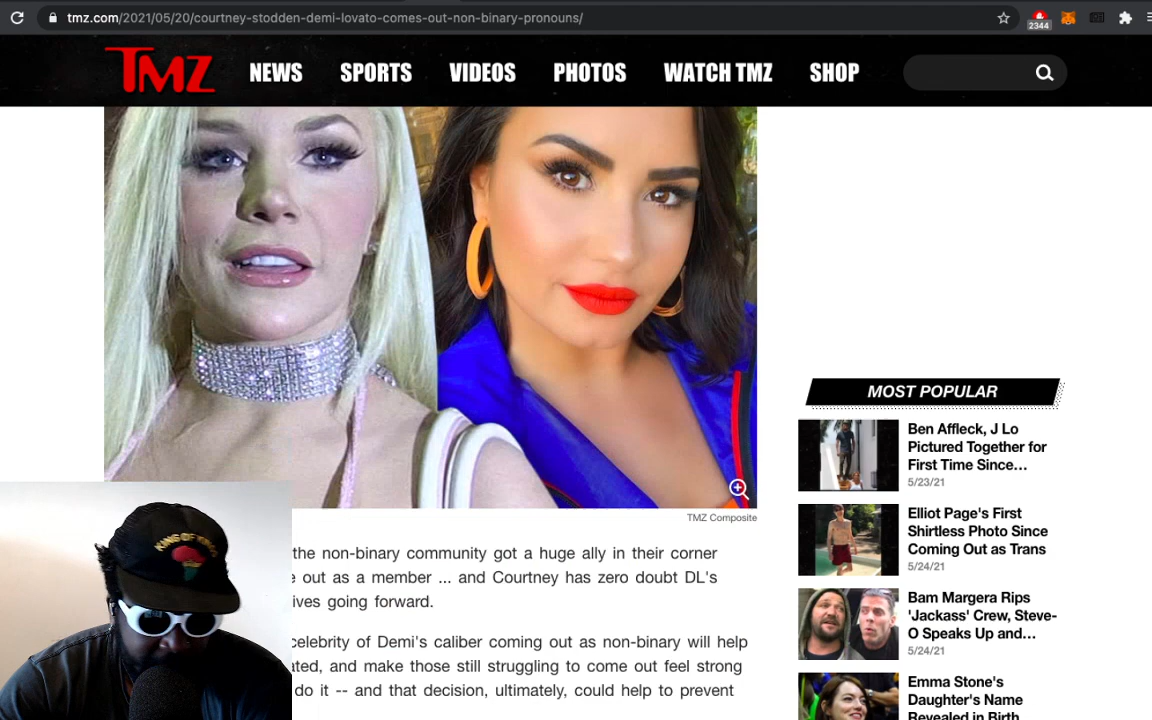 tmz.com/2021/05/20/courtney-stodden-demi-lovato-comes-out-non-binary-pronouns/
2344
TMZ NEWS SPORTS VIDEOS PHOTOS WATCH TMZ SHOP
MOST POPULAR
Ben Affleck, J Lo
Pictured Together for
First Time Since...
5/23/21
TMZ Composite
Elliot Page's First
Shirtless Photo Since
Coming Out as Trans
5/24/21
Bam Margera Rips
'Jackass' Crew, Steve-
O Speaks Up and...
5/24/21
Emma Stone's
Daughter's Name
Revealed in Birth
KING OF KINGS
the non-binary community got a huge ally in their corner
out as a member ... and Courtney has zero doubt DL's
ives going forward.
celebrity of Demi's caliber coming out as non-binary will help
ated, and make those still struggling to come out feel strong
do it -- and that decision, ultimately, could help to prevent